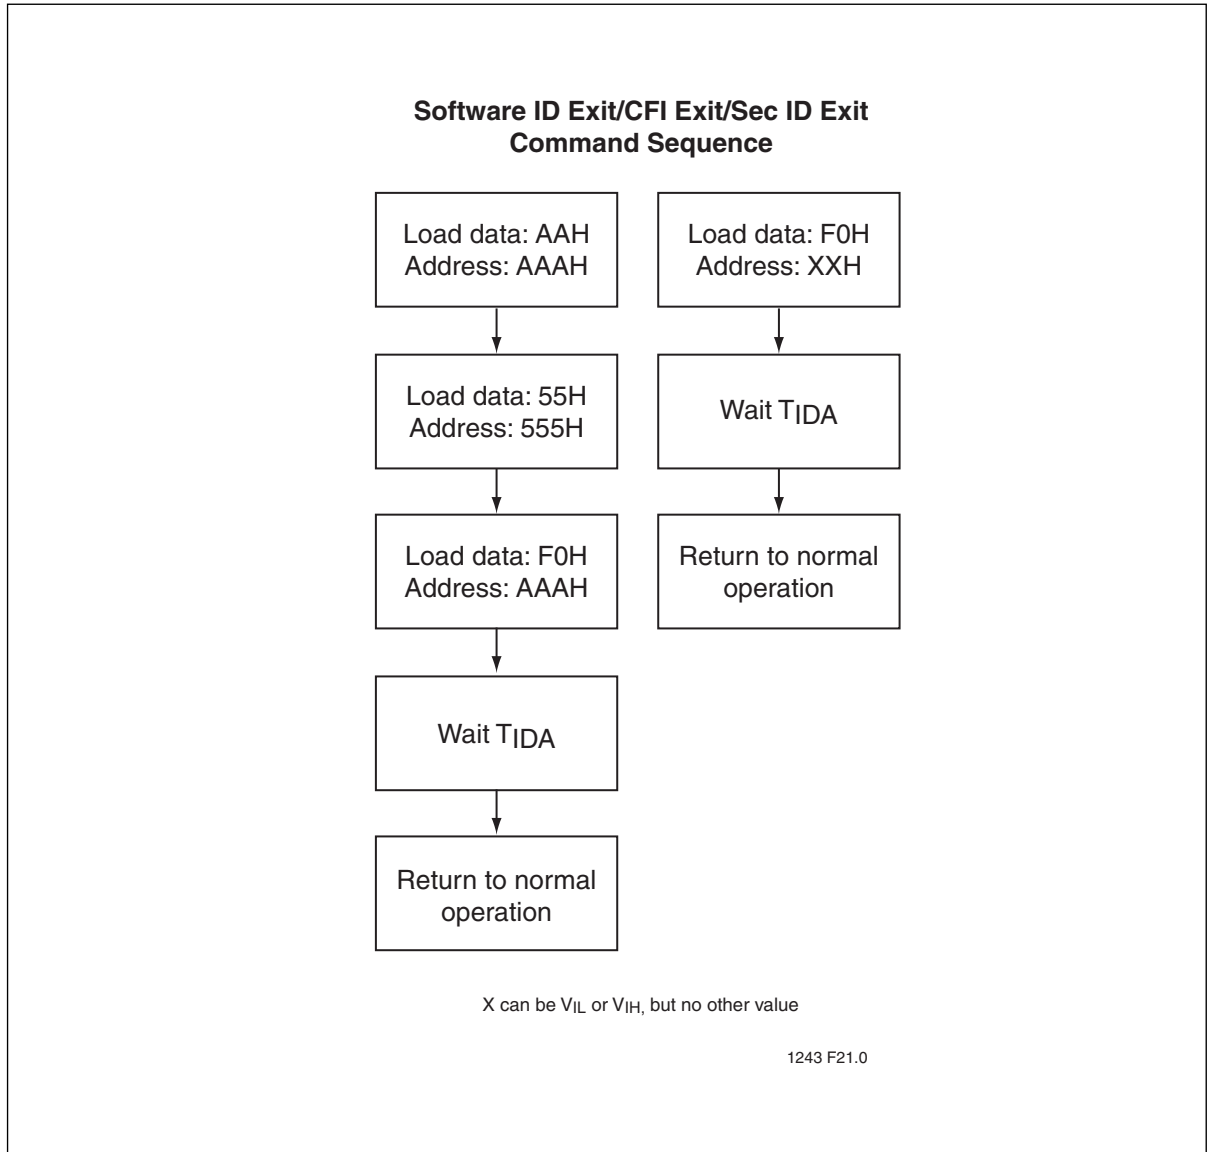 Software ID Exit/CFI Exit/Sec ID Exit
Command Sequence
Load data: AAH
Address: AAAH
Load data: 55H
Address: 555H
Load data: F0H
Address: AAAH
Wait TIDA
Return to normal
operation
Load data: F0H
Address: XXH
Wait TIDA
Return to normal
operation
X can be VIL or VIH, but no other value
1243 F21.0